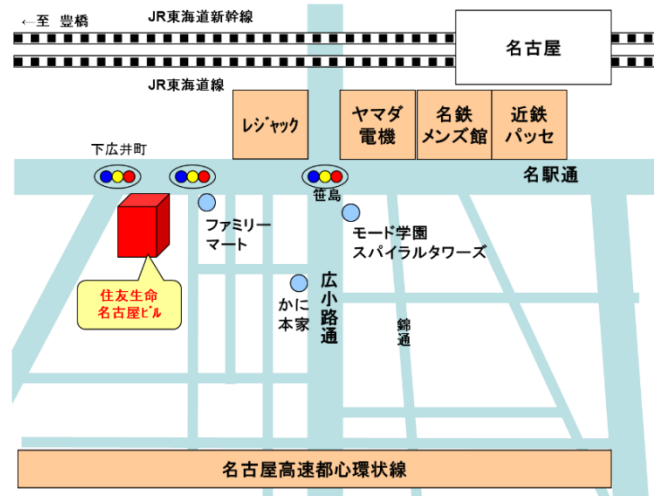 ←至 豊橋
JR東海道新幹線
名古屋
JR東海道線
レジャック
ヤマダ
電機
名鉄
メンズ館
近鉄
パッセ
下広井町
名駅通
笹島
ファミリー
マート
モード学園
スパイラルタワーズ
住友生命
名古屋ビル
かに
本家
広小路通
錦通
名古屋高速都心環状線